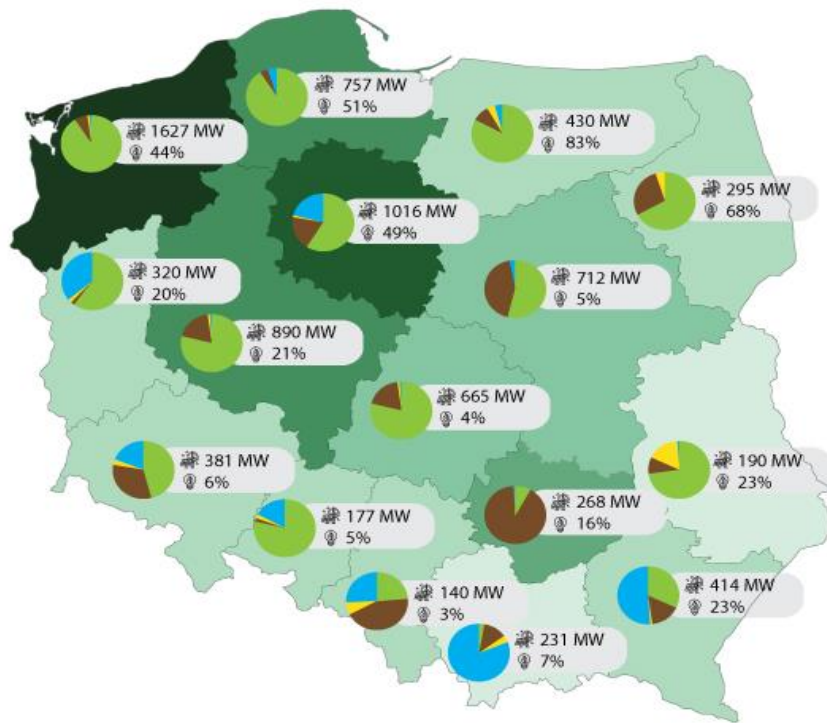 757 MW
51%
1627 MW
44%
430 MW
83%
295 MW
68%
1016 MW
49%
320 MW
20%
712 MW
5%
890 MW
21%
665 MW
4%
381 MW
6%
190 MW
23%
177 MW
5%
268 MW
16%
140 MW
3%
414 MW
23%
231 MW
7%